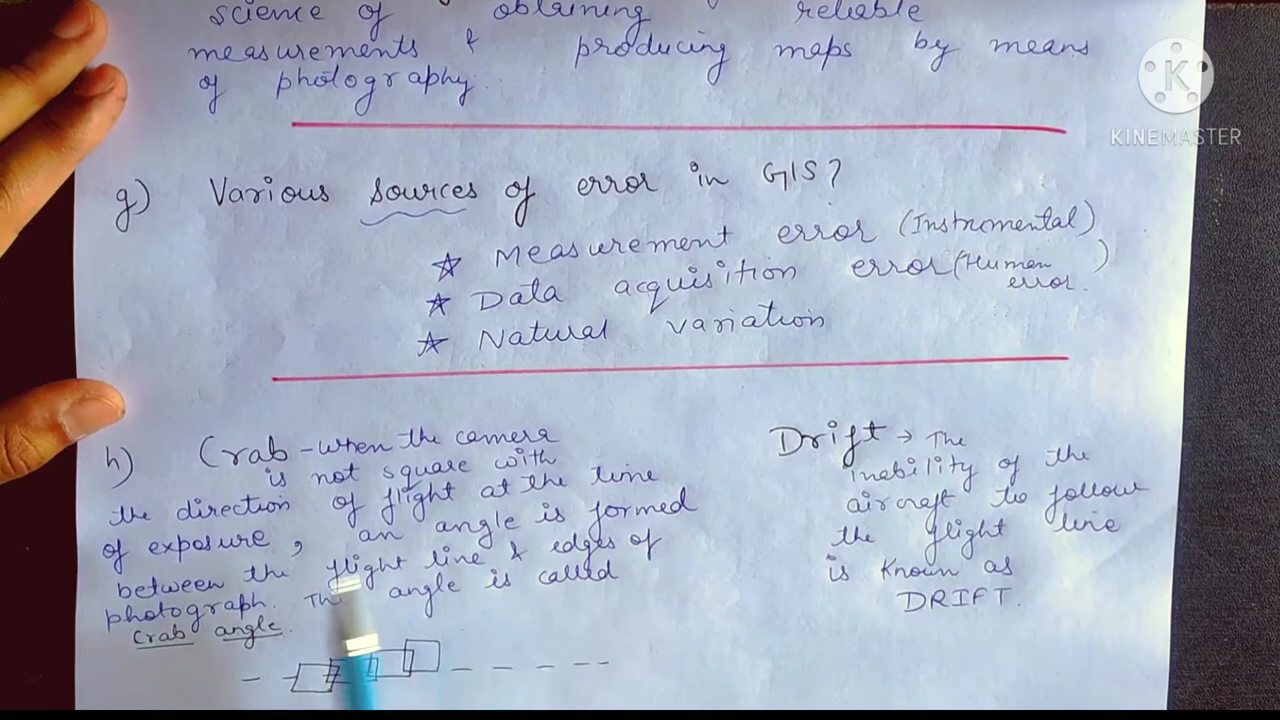 science of obtaining reliable
measurements & producing maps by means
of photography.
KINEMASTER
g) Various sources of error in GIS?
☆ Measurement error (Instrumental)
☆ Data acquisition error (Human error.)
☆ Natural variation
h) Crab - when the camera
is not square with
the direction of flight at the time
of exposure, an angle is formed
between the flight line & edges of
photograph. The angle is called
Crab angle.
Drift → The
inability of the
aircraft to follow
the flight line
is known as
DRIFT.